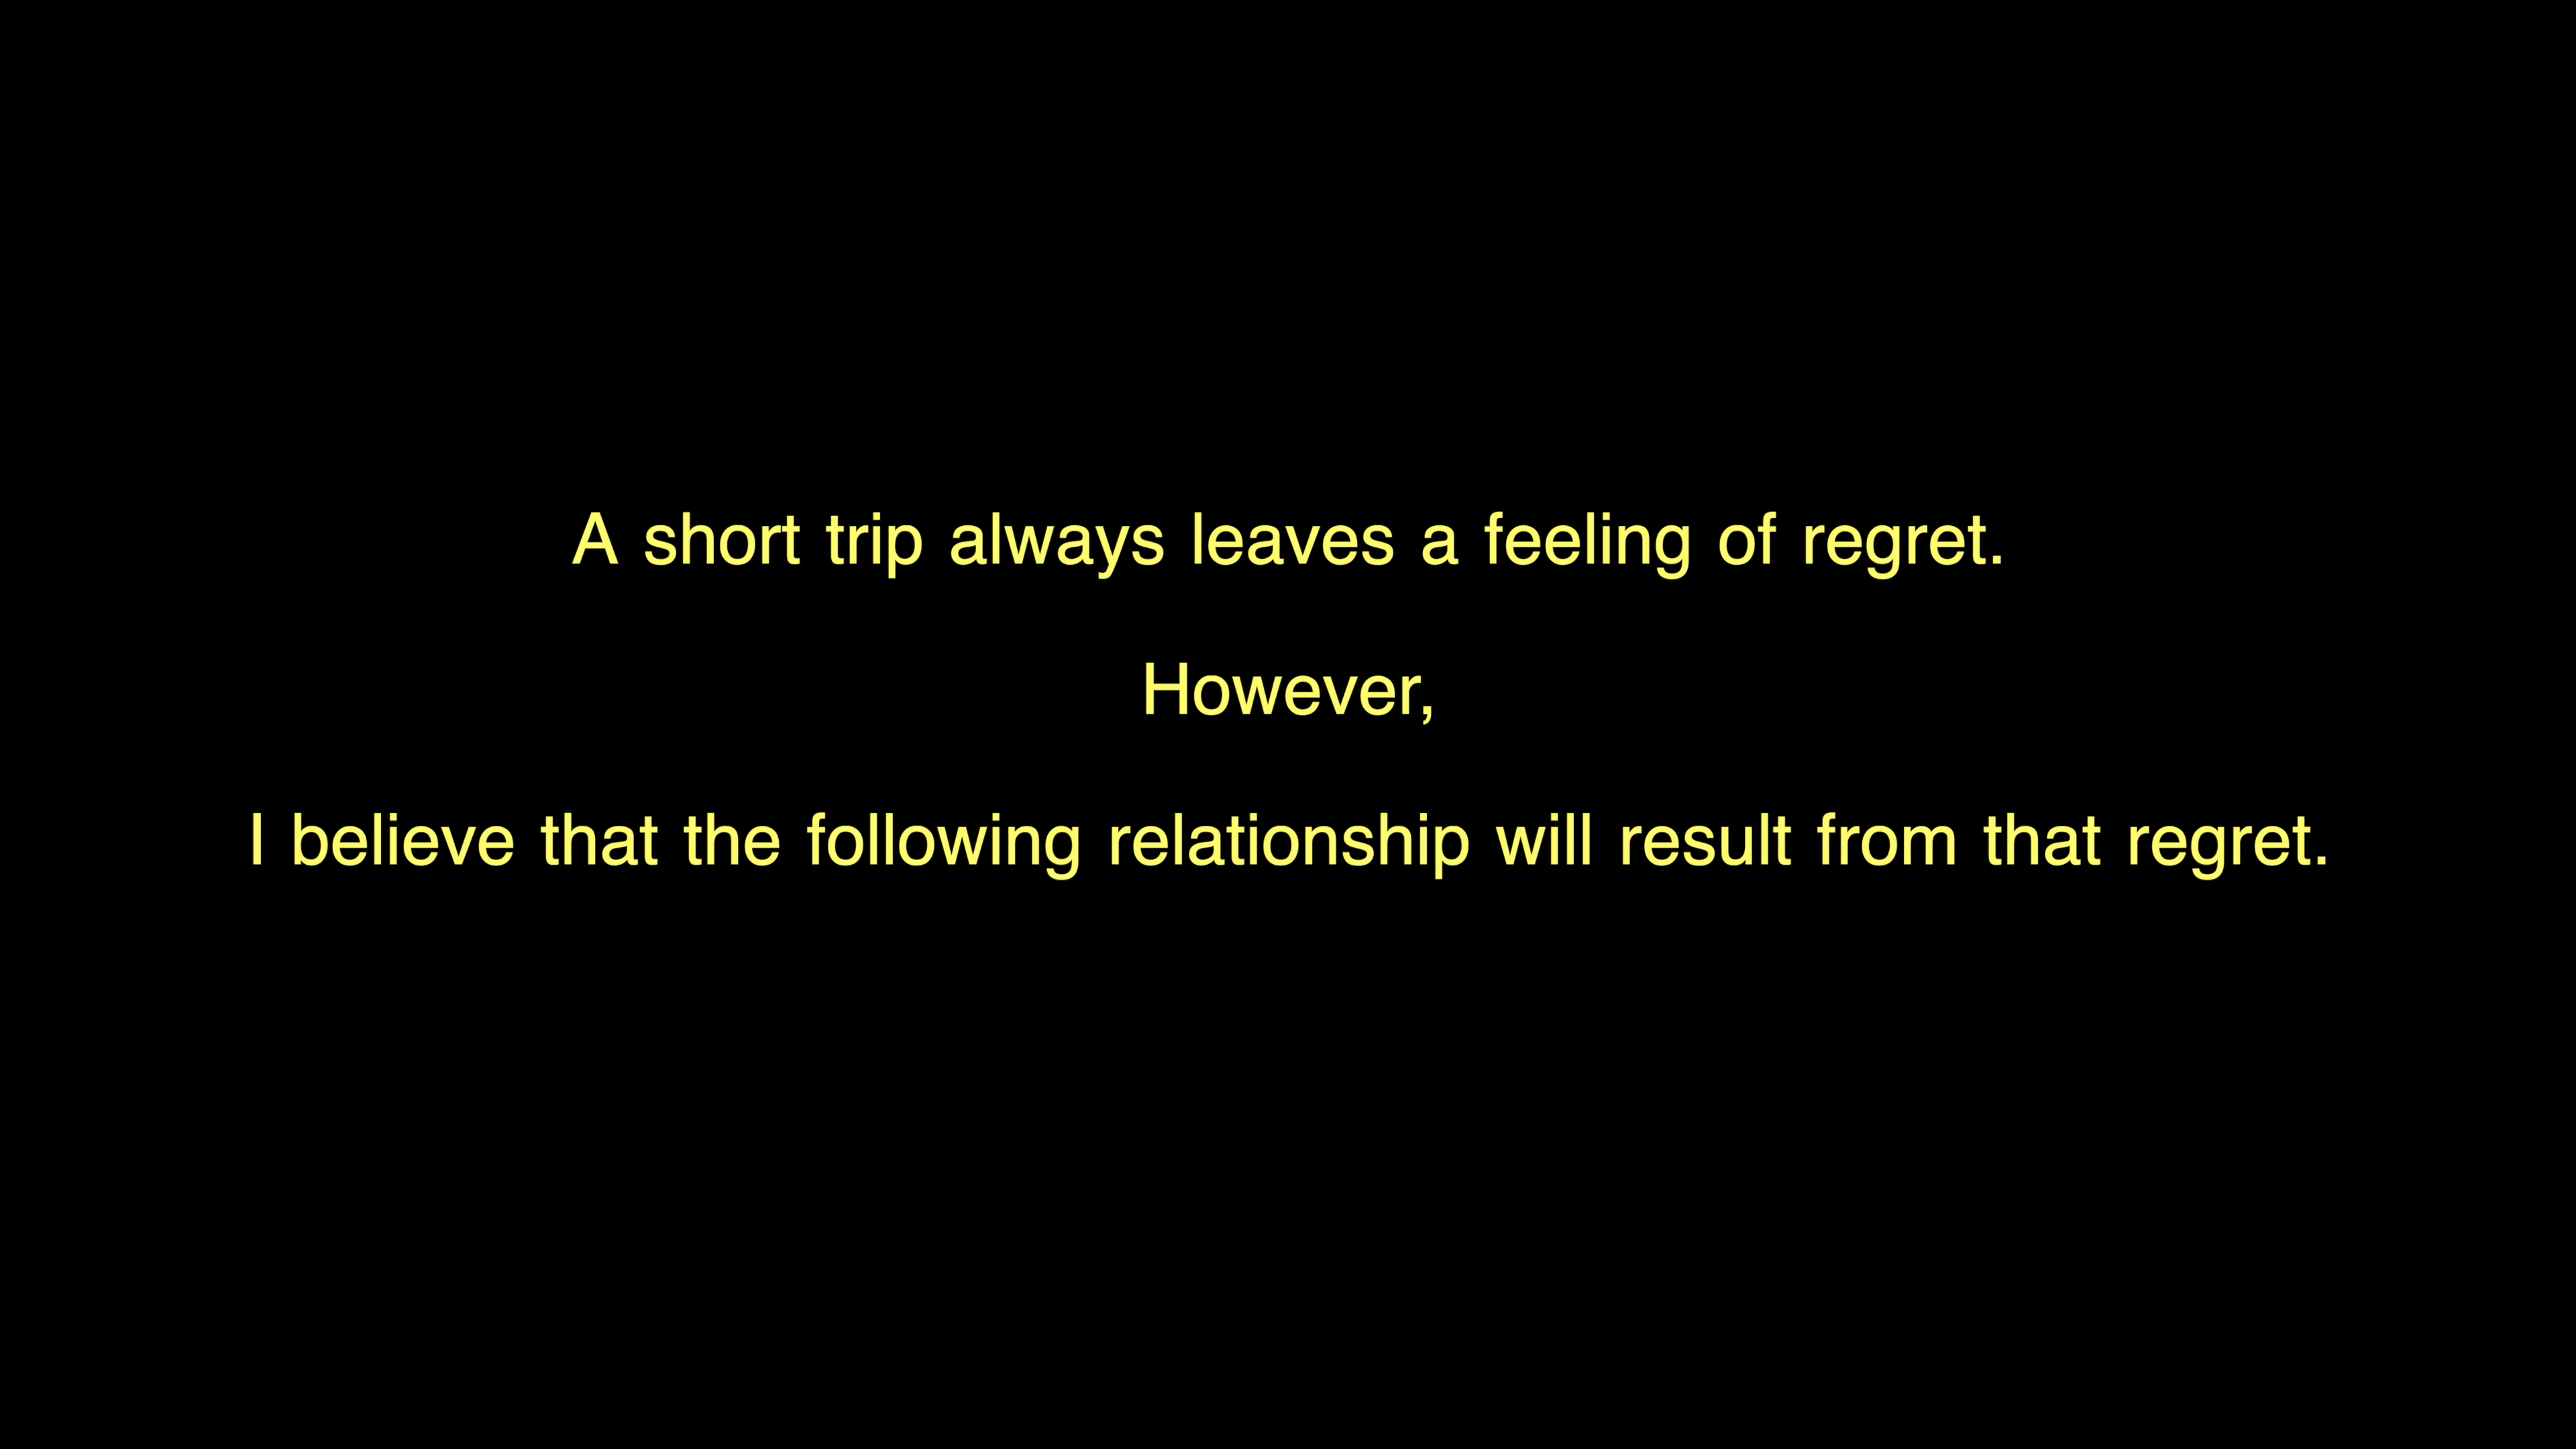 A short trip always leaves a feeling of regret.
However,
I believe that the following relationship will result from that regret.